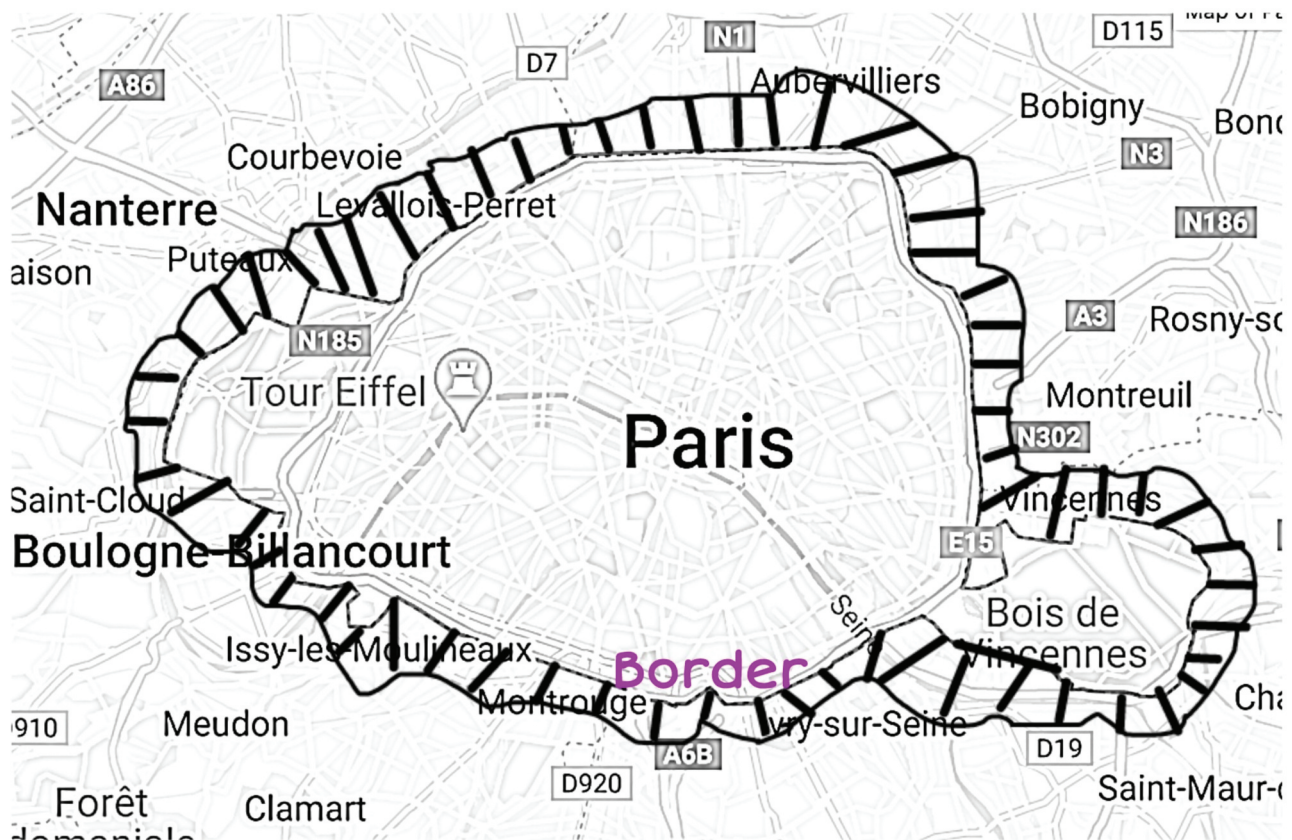 Map of Pa
D115
N1
D7
A86
Aubervilliers
Bobigny
Bond
Courbevoie
N3
Nanterre
Levallois-Perret
N186
Puteaux
aison
A3
Rosny-so
N185
Tour Eiffel
Montreuil
Paris
N302
Saint-Cloud
Vincennes
Boulogne-Billancourt
E15
Seine
Bois de
Vincennes
Issy-les-Moulineaux
Border
Montrouge
Cha
910
Meudon
vry-sur-Seine
A6B
D19
D920
Saint-Maur-d
Forêt
domaniale
Clamart